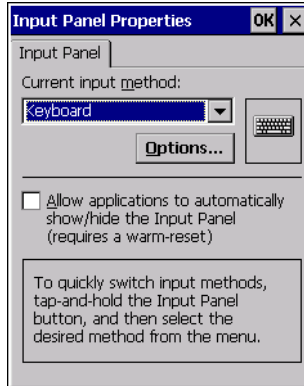 Input Panel Properties OK ×
Input Panel
Current input method:
Keyboard
Options...
Allow applications to automatically
show/hide the Input Panel
(requires a warm-reset)
To quickly switch input methods,
tap-and-hold the Input Panel
button, and then select the
desired method from the menu.